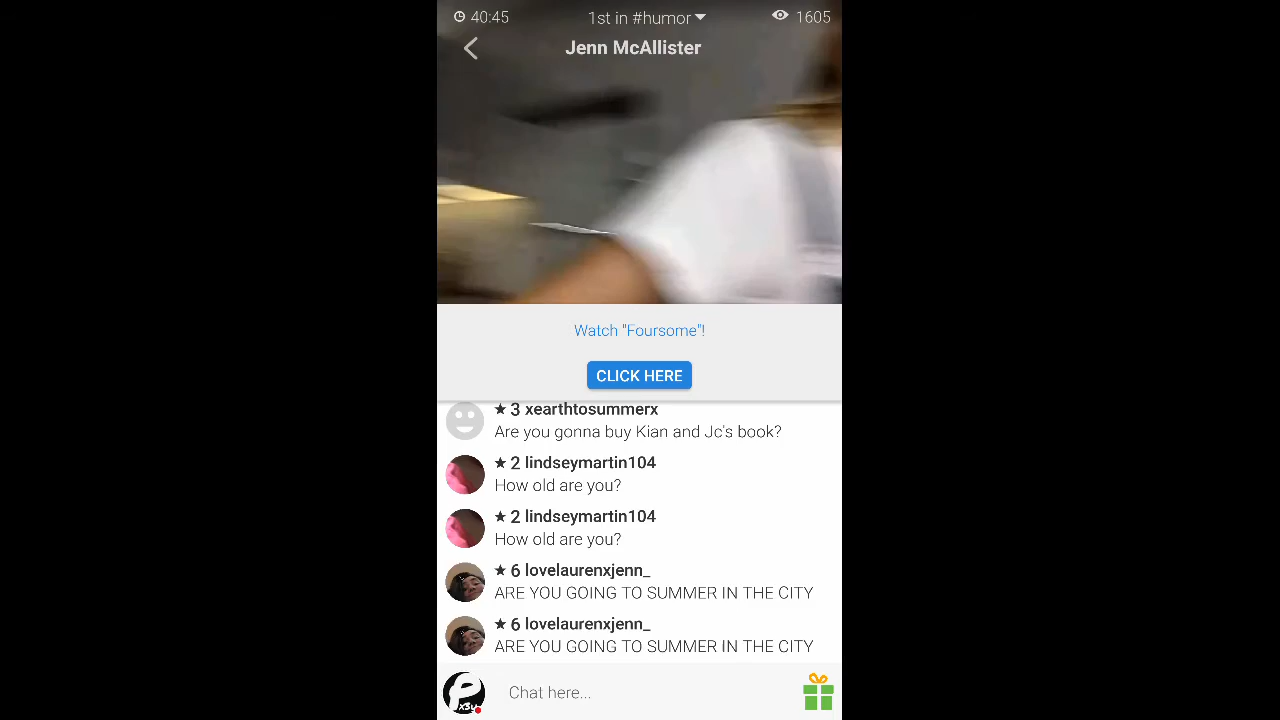 40:45
1st in #humor
1605
Jenn McAllister
Watch "Foursome"!
CLICK HERE
★ 3 xearthtosummerx
Are you gonna buy Kian and Jc's book?
★ 2 lindseymartin104
How old are you?
★ 2 lindseymartin104
How old are you?
★ 6 lovelaurenxjenn_
ARE YOU GOING TO SUMMER IN THE CITY
★ 6 lovelaurenxjenn_
ARE YOU GOING TO SUMMER IN THE CITY
Px3y
Chat here...